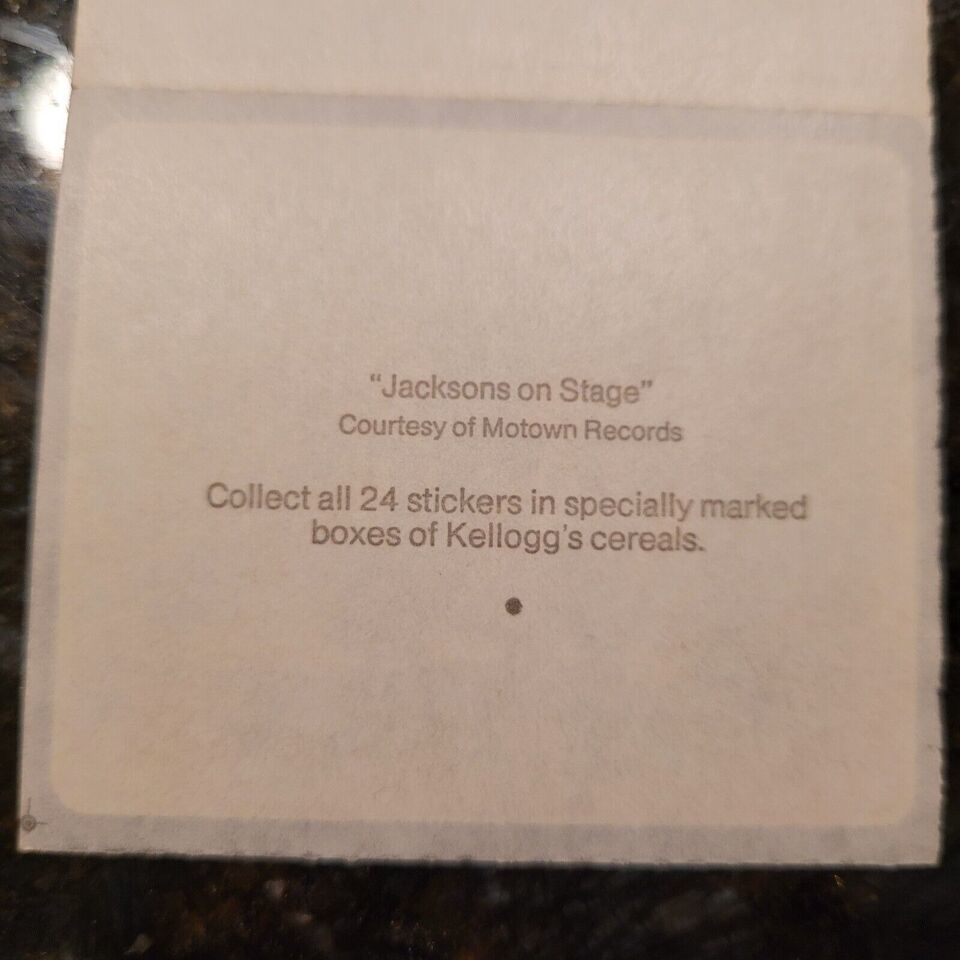 “Jacksons on Stage”
Courtesy of Motown Records
Collect all 24 stickers in specially marked
boxes of Kellogg’s cereals.